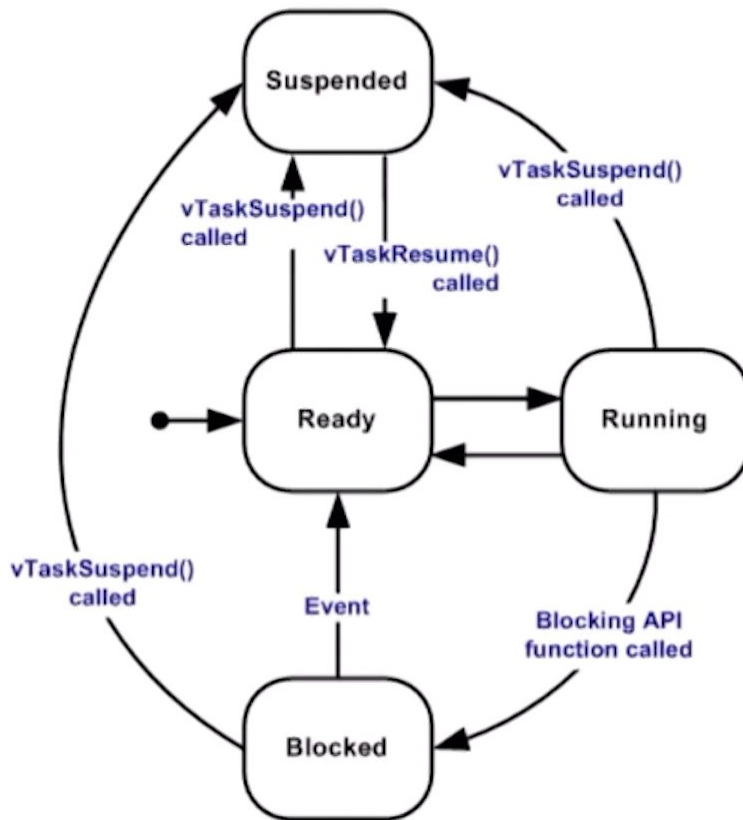 Suspended
vTaskSuspend()
called
vTaskSuspend()
called
vTaskResume()
called
Ready
Running
vTaskSuspend()
called
Event
Blocking API
function called
Blocked